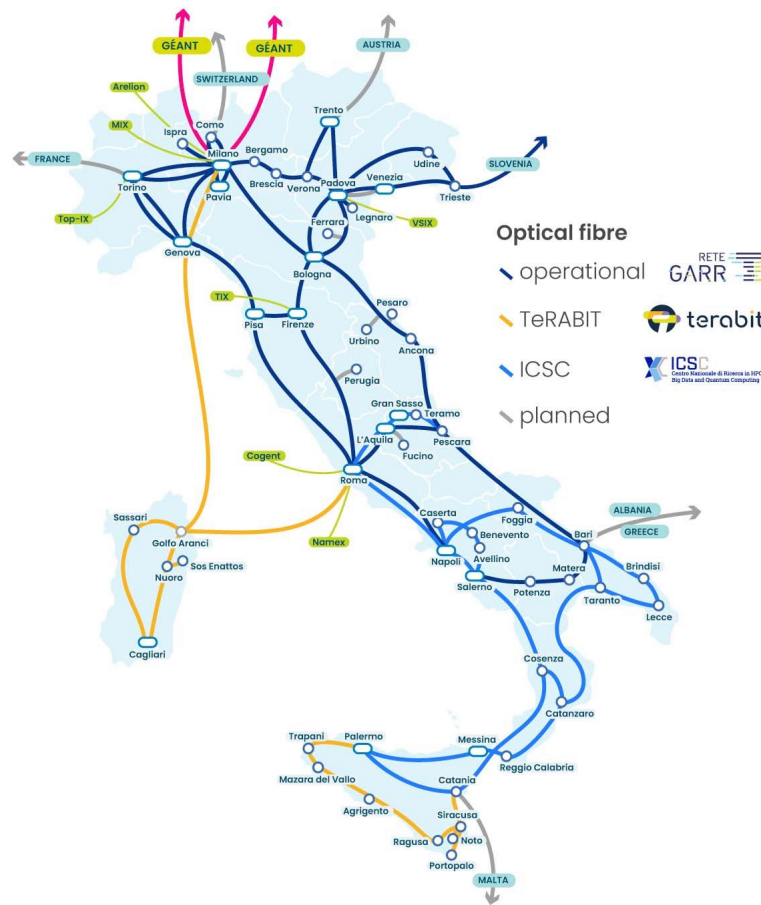 GÉANT
GÉANT
AUSTRIA
SWITZERLAND
Arelion
MIX
Como
Ispra
Milano
Bergamo
Trento
Udine
SLOVENIA
FRANCE
Torino
Pavia
Brescia
Verona
Padova
Venezia
Trieste
Legnaro
Ferrara
VSIX
Top-IX
Genova
Bologna
Optical fibre
operational
RETE
GARR
TeRABIT
terabit
ICSC
ICSC
Centro Nazionale di Ricerca in HPC
Big Data and Quantum Computing
planned
TIX
Pisa
Firenze
Pesaro
Urbino
Ancona
Perugia
Gran Sasso
Teramo
L'Aquila
Pescara
Fucino
Cogent
Roma
Namex
Caserta
Foggia
Benevento
Avellino
Napoli
Salerno
Potenza
Matera
Bari
ALBANIA
GREECE
Brindisi
Taranto
Lecce
Sassari
Golfo Aranci
Sos Enattos
Nuoro
Cagliari
Cosenza
Catanzaro
Trapani
Palermo
Messina
Reggio Calabria
Mazara del Vallo
Catania
Agrigento
Siracusa
Ragusa
Noto
Portopalo
MALTA